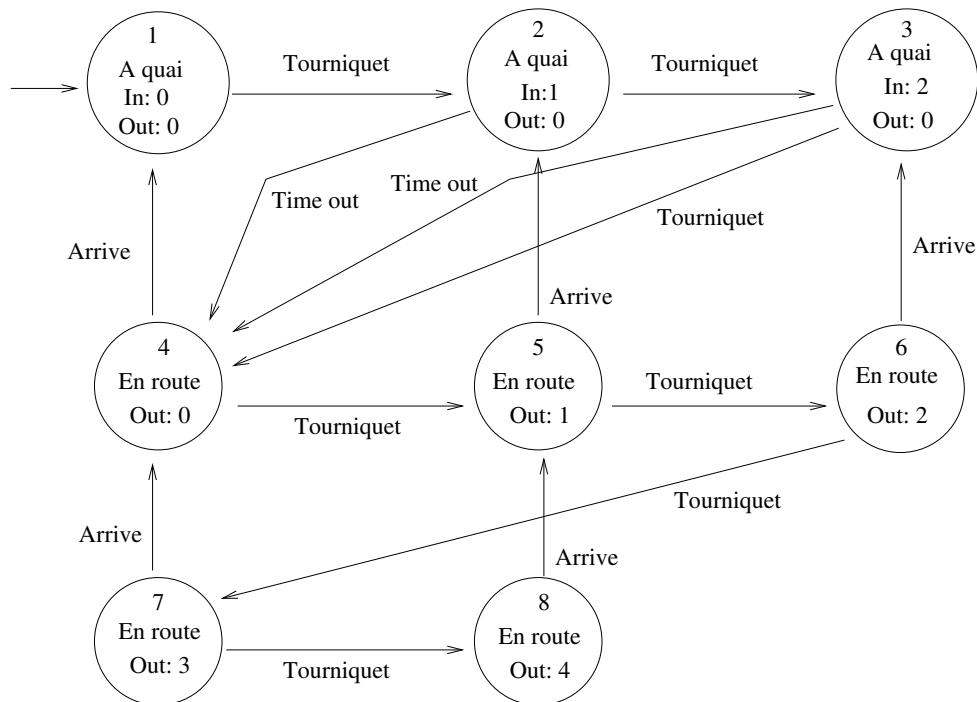 1
A quai
In: 0
Out: 0
Tourniquet
2
A quai
In:1
Out: 0
Tourniquet
3
A quai
In: 2
Out: 0
Time out
Time out
Tourniquet
Arrive
Arrive
Arrive
4
En route
Out: 0
Tourniquet
5
En route
Out: 1
Tourniquet
6
En route
Out: 2
Tourniquet
Arrive
Arrive
7
En route
Out: 3
Tourniquet
8
En route
Out: 4